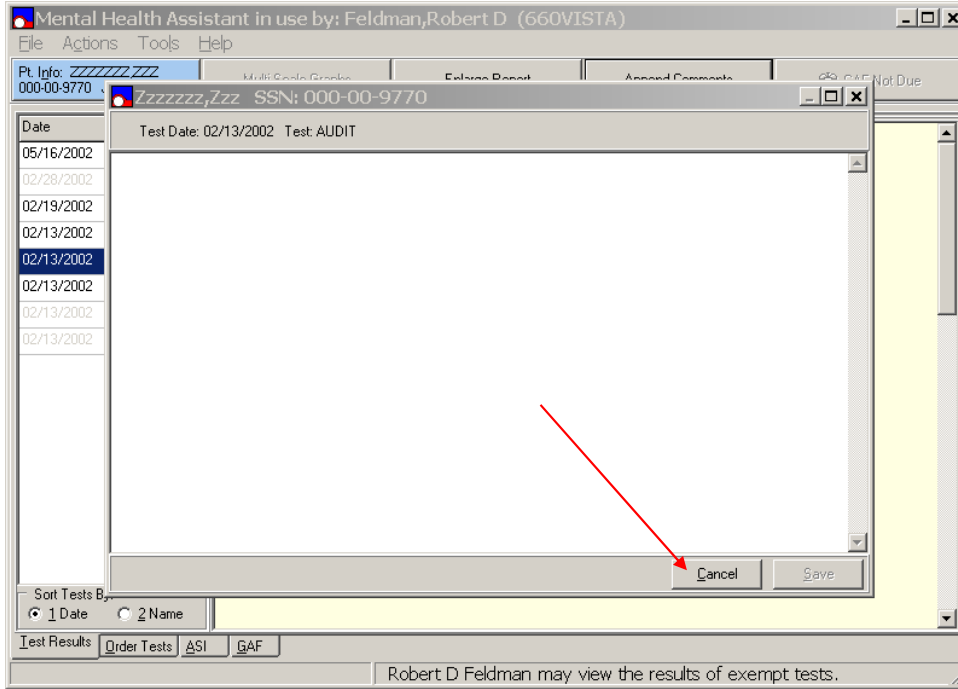 Mental Health Assistant in use by: Feldman,Robert D (660VISTA)
File Actions Tools Help
Pt. Info: ZZZZZZZ,ZZZ
000-00-9770
Multi Scale Graphs Enlarge Report Append Comments GAF Not Due
Zzzzzzz,Zzz SSN: 000-00-9770
Test Date: 02/13/2002 Test: AUDIT
Date
05/16/2002
02/28/2002
02/19/2002
02/13/2002
02/13/2002
02/13/2002
02/13/2002
02/13/2002
Cancel Save
Sort Tests By:
1 Date 2 Name
Test Results Order Tests ASI GAF
Robert D Feldman may view the results of exempt tests.